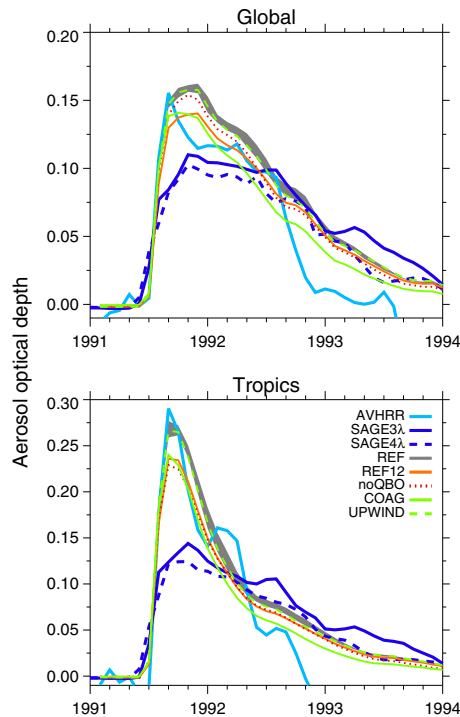 Global
0.20
0.15
0.10
0.05
0.00
1991 1992 1993 1994
Aerosol optical depth
Tropics
0.30
0.25
0.20
0.15
0.10
0.05
0.00
AVHRR
SAGE3λ
SAGE4λ
REF
REF12
noQBO
COAG
UPWIND
1991 1992 1993 1994